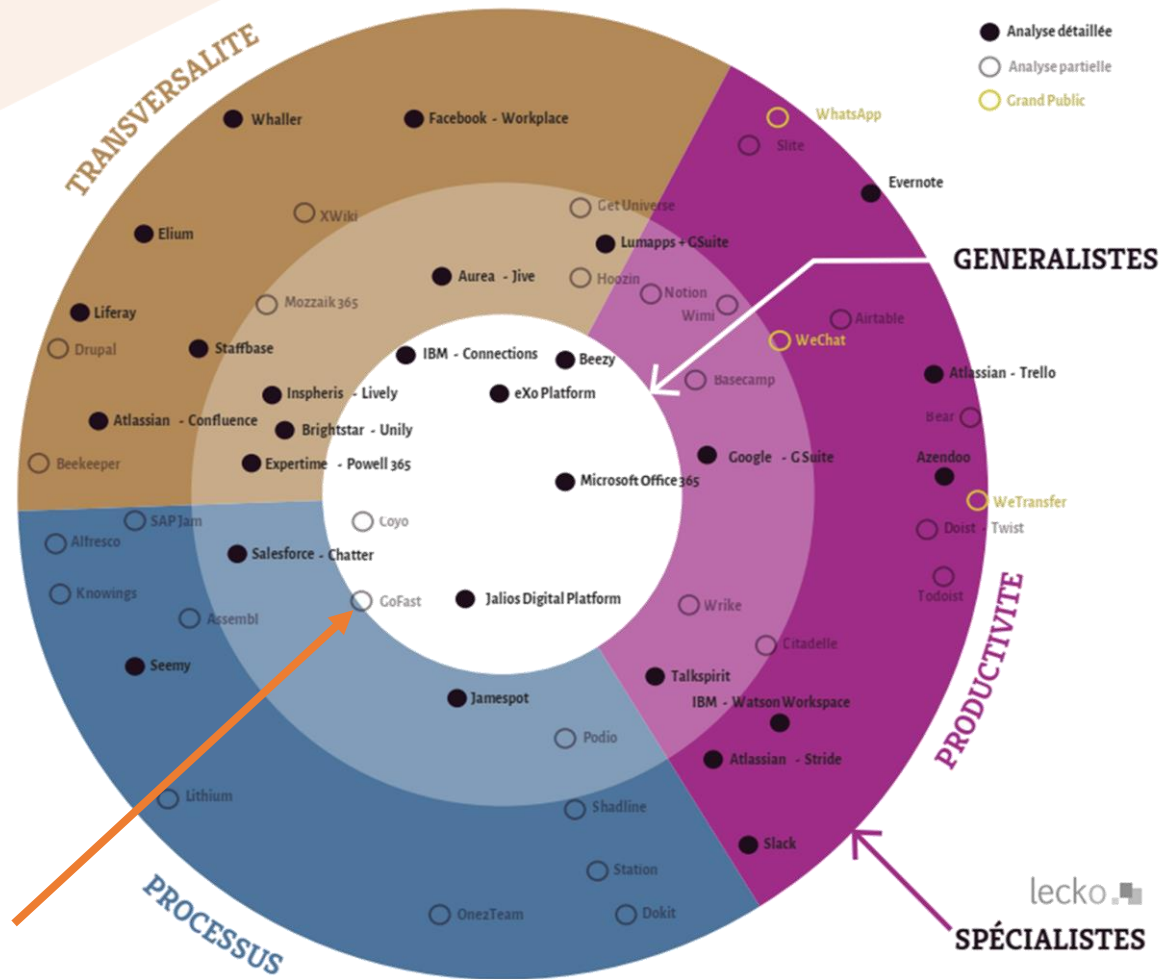 TRANSVERSALITE
Analyse détaillée
Analyse partielle
Grand Public
Whaller
Facebook - Workplace
WhatsApp
Slite
Evernote
XWiki
Get Universe
Elium
Lumapps + GSuite
GENERALISTES
Aurea - Jive
Hoozin
Notion
Mozzaik 365
Wimi
Liferay
Airtable
WeChat
Drupal
Staffbase
IBM - Connections
Beezy
Basecamp
Atlassian - Trello
Inspheris - Lively
eXo Platform
Bear
Atlassian - Confluence
Brightstar - Unily
Beekeeper
Expertime - Powell 365
Google - G Suite
Azendoo
Microsoft Office 365
WeTransfer
SAP Jam
Coyo
Doist - Twist
Alfresco
Salesforce - Chatter
Knowings
Todoist
GoFast
Jalios Digital Platform
Wrike
Assembl
Citadelle
Seemy
Talkspirit
PRODUCTIVITE
Jamespot
IBM - Watson Workspace
Podio
Atlassian - Stride
Lithium
Shadline
Slack
Station
lecko
One2Team
Dokit
PROCESSUS
SPÉCIALISTES